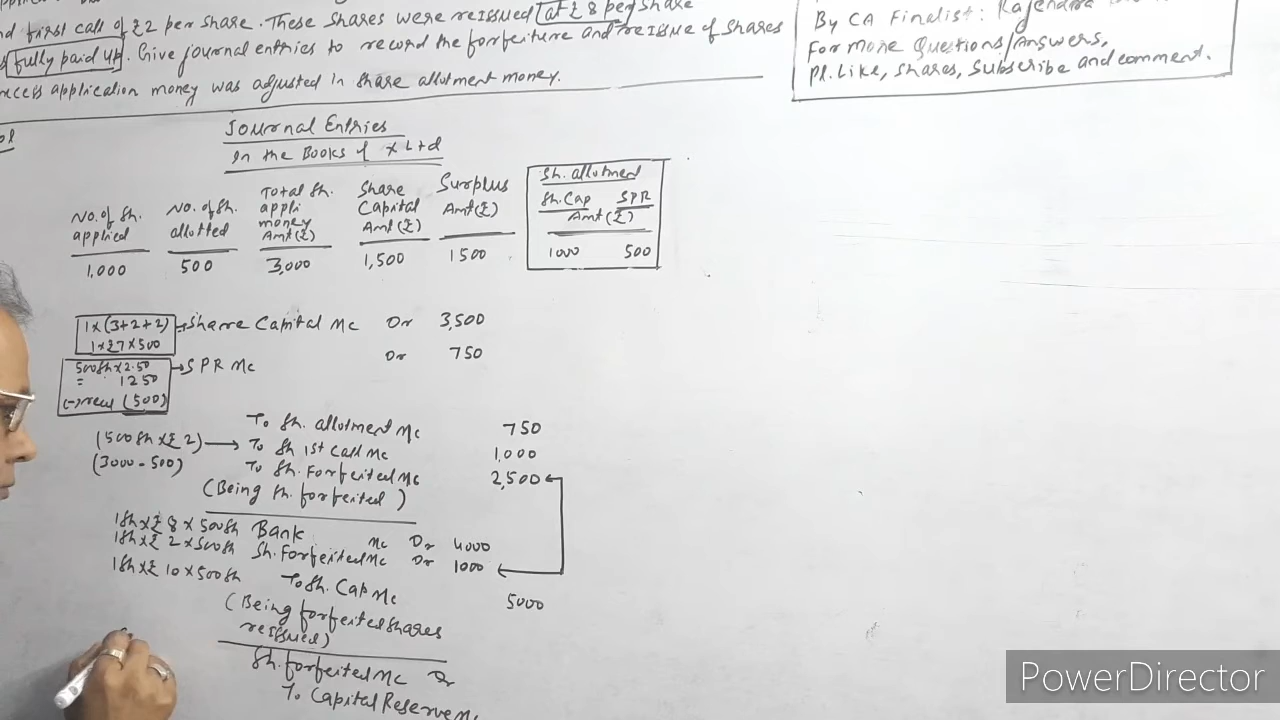 nd first call of ₹2 per share. These shares were reissued at ₹ 8 per share
fully paid up. Give journal entries to record the forfeiture and reissue of shares
excess application money was adjusted in share allotment money.
By CA Finalist: Rajendra
For more Questions/Answers,
Pl. Like, shares, subscribe and comment.
Sol
Journal Entries
In the Books of X Ltd
No. of Sh. applied
No. of Sh. allotted
Total Sh. appli money Amt (₹)
Share Capital Amt (₹)
Surplus Amt (₹)
Sh. allotment
Sh. Cap SPR
Amt (₹)
1,000 500 3,000 1,500 1500 1000 500
1 x (3+2+2) → Share Capital A/c Dr 3,500
1 x ₹7 x 500
500Sh x 2.50 → SPR A/c Dr 750
= 1250
(-) recd (500)
To Sh. allotment A/c 750
(500 Sh x ₹ 2) → To Sh 1st Call A/c 1,000
(3000 - 500) To Sh. Forfeited A/c 2,500
(Being Sh. forfeited)
1Sh x ₹ 8 x 500Sh Bank A/c Dr 4000
1Sh x ₹ 2 x 500Sh Sh. Forfeited A/c Dr 1000
1Sh x ₹ 10 x 500Sh To Sh. Cap A/c 5000
(Being forfeited shares
reissued)
Sh. forfeited A/c Dr
To Capital Reserve
PowerDirector